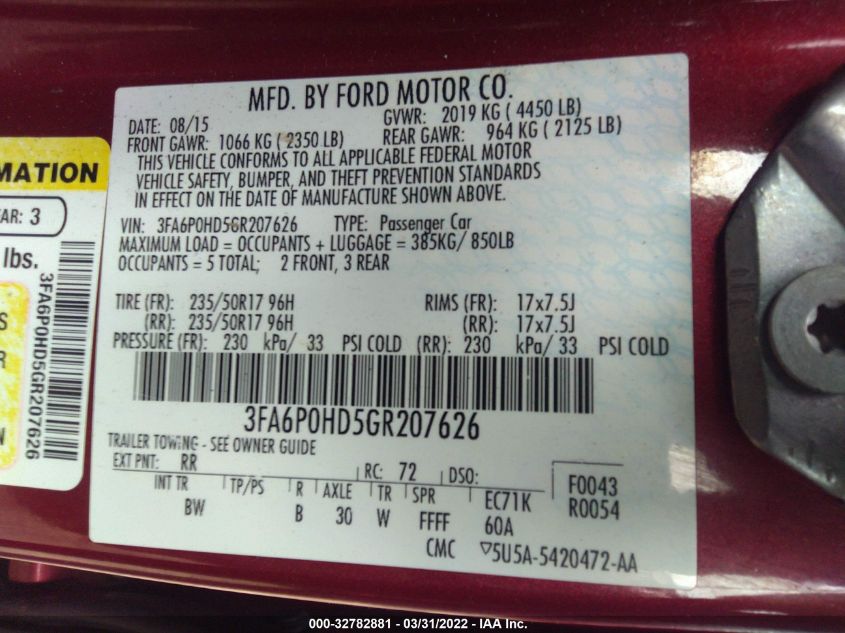 MFD. BY FORD MOTOR CO.
DATE: 08/15 GVWR: 2019 KG ( 4450 LB)
FRONT GAWR: 1066 KG ( 2350 LB) REAR GAWR: 964 KG ( 2125 LB)
THIS VEHICLE CONFORMS TO ALL APPLICABLE FEDERAL MOTOR
VEHICLE SAFETY, BUMPER, AND THEFT PREVENTION STANDARDS
IN EFFECT ON THE DATE OF MANUFACTURE SHOWN ABOVE.
VIN: 3FA6P0HD5GR207626 TYPE: Passenger Car
MAXIMUM LOAD = OCCUPANTS + LUGGAGE = 385KG/ 850LB
OCCUPANTS = 5 TOTAL; 2 FRONT, 3 REAR
TIRE (FR): 235/50R17 96H RIMS (FR): 17x7.5J
(RR): 235/50R17 96H (RR): 17x7.5J
PRESSURE (FR): 230 kPa/ 33 PSI COLD (RR): 230 kPa/ 33 PSI COLD
3FA6P0HD5GR207626
TRAILER TOWING - SEE OWNER GUIDE
EXT PNT: RR RC: 72 DSO:
INT TR TP/PS R AXLE TR SPR EC71K F0043
BW B 30 W FFFF 60A R0054
CMC ▽5U5A-5420472-AA
MATION
AR: 3
lbs.
S
R
N
3FA6P0HD5GR207626
000-32782881 - 03/31/2022 - IAA Inc.